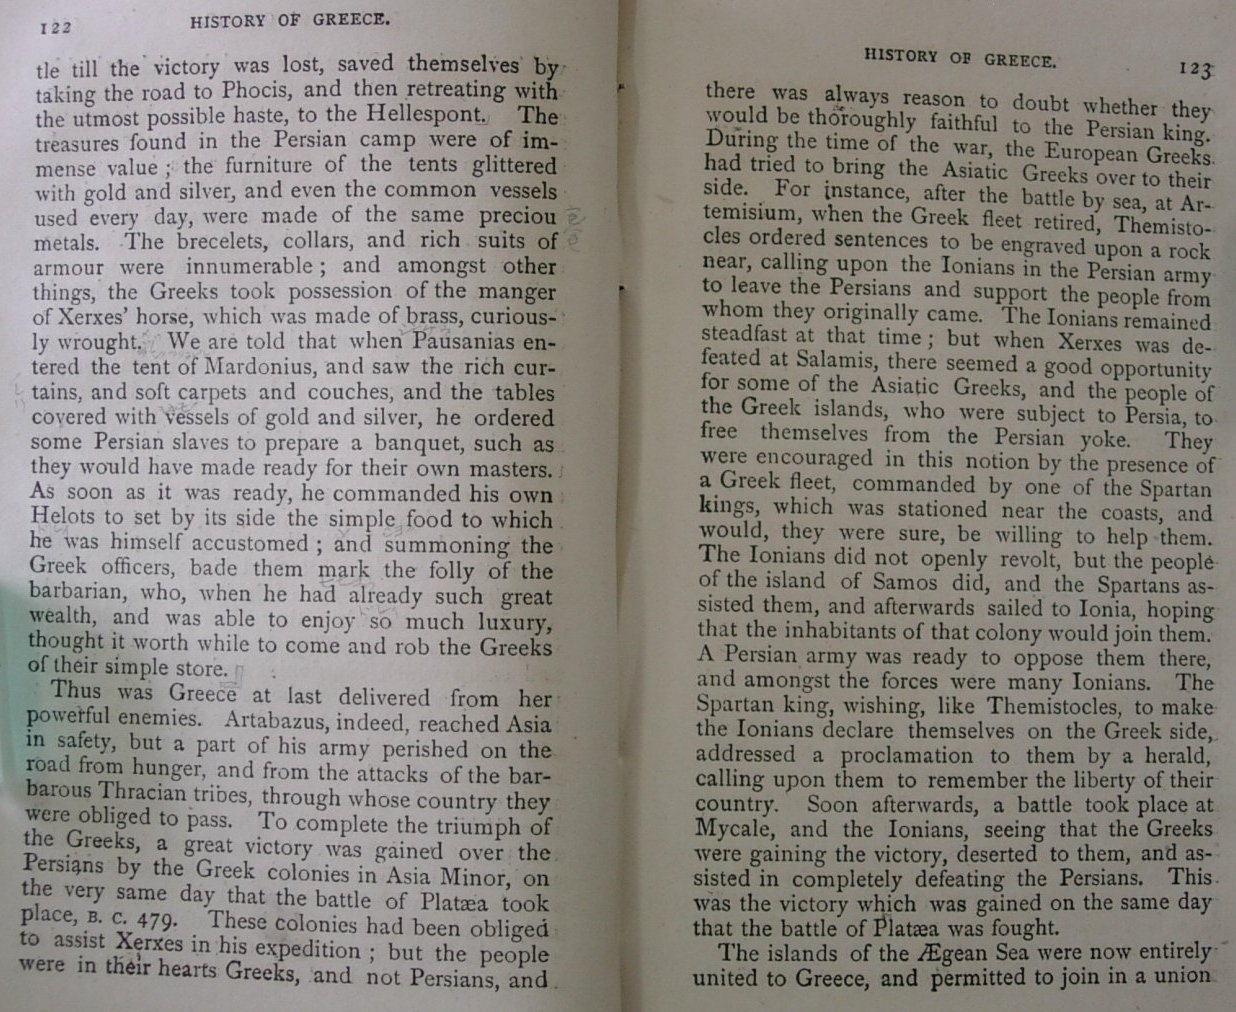 122
HISTORY OF GREECE.
tle till the victory was lost, saved themselves by
taking the road to Phocis, and then retreating with
the utmost possible haste, to the Hellespont. The
treasures found in the Persian camp were of im-
mense value ; the furniture of the tents glittered
with gold and silver, and even the common vessels
used every day, were made of the same preciou
metals. The brecelets, collars, and rich suits of
armour were innumerable ; and amongst other
things, the Greeks took possession of the manger
of Xerxes' horse, which was made of brass, curious-
ly wrought. We are told that when Pausanias en-
tered the tent of Mardonius, and saw the rich cur-
tains, and soft carpets and couches, and the tables
covered with vessels of gold and silver, he ordered
some Persian slaves to prepare a banquet, such as
they would have made ready for their own masters.
As soon as it was ready, he commanded his own
Helots to set by its side the simple food to which
he was himself accustomed ; and summoning the
Greek officers, bade them mark the folly of the
barbarian, who, when he had already such great
wealth, and was able to enjoy so much luxury,
thought it worth while to come and rob the Greeks
of their simple store.
Thus was Greece at last delivered from her
powerful enemies. Artabazus, indeed, reached Asia
in safety, but a part of his army perished on the
road from hunger, and from the attacks of the bar-
barous Thracian tribes, through whose country they
were obliged to pass. To complete the triumph of
the Greeks, a great victory was gained over the
Persians by the Greek colonies in Asia Minor, on
the very same day that the battle of Platæa took
place, B. C. 479. These colonies had been obliged
to assist Xerxes in his expedition ; but the people
were in their hearts Greeks, and not Persians, and
HISTORY OF GREECE.
123
there was always reason to doubt whether they
would be thoroughly faithful to the Persian king.
During the time of the war, the European Greeks
had tried to bring the Asiatic Greeks over to their
side. For instance, after the battle by sea, at Ar-
temisium, when the Greek fleet retired, Themisto-
cles ordered sentences to be engraved upon a rock
near, calling upon the Ionians in the Persian army
to leave the Persians and support the people from
whom they originally came. The Ionians remained
steadfast at that time ; but when Xerxes was de-
feated at Salamis, there seemed a good opportunity
for some of the Asiatic Greeks, and the people of
the Greek islands, who were subject to Persia, to
free themselves from the Persian yoke. They
were encouraged in this notion by the presence of
a Greek fleet, commanded by one of the Spartan
kings, which was stationed near the coasts, and
would, they were sure, be willing to help them.
The Ionians did not openly revolt, but the people
of the island of Samos did, and the Spartans as-
sisted them, and afterwards sailed to Ionia, hoping
that the inhabitants of that colony would join them.
A Persian army was ready to oppose them there,
and amongst the forces were many Ionians. The
Spartan king, wishing, like Themistocles, to make
the Ionians declare themselves on the Greek side,
addressed a proclamation to them by a herald,
calling upon them to remember the liberty of their
country. Soon afterwards, a battle took place at
Mycale, and the Ionians, seeing that the Greeks
were gaining the victory, deserted to them, and as-
sisted in completely defeating the Persians. This
was the victory which was gained on the same day
that the battle of Platæa was fought.
The islands of the Ægean Sea were now entirely
united to Greece, and permitted to join in a union